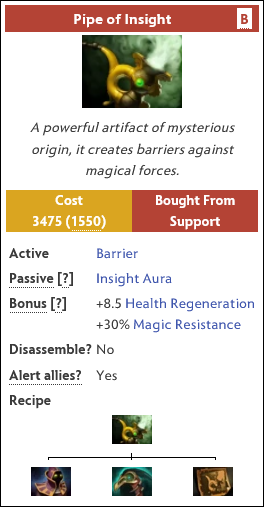 Pipe of Insight B
A powerful artifact of mysterious
origin, it creates barriers against
magical forces.
Cost Bought From
3475 (1550) Support
Active Barrier
Passive [?] Insight Aura
Bonus [?] +8.5 Health Regeneration
+30% Magic Resistance
Disassemble? No
Alert allies? Yes
Recipe